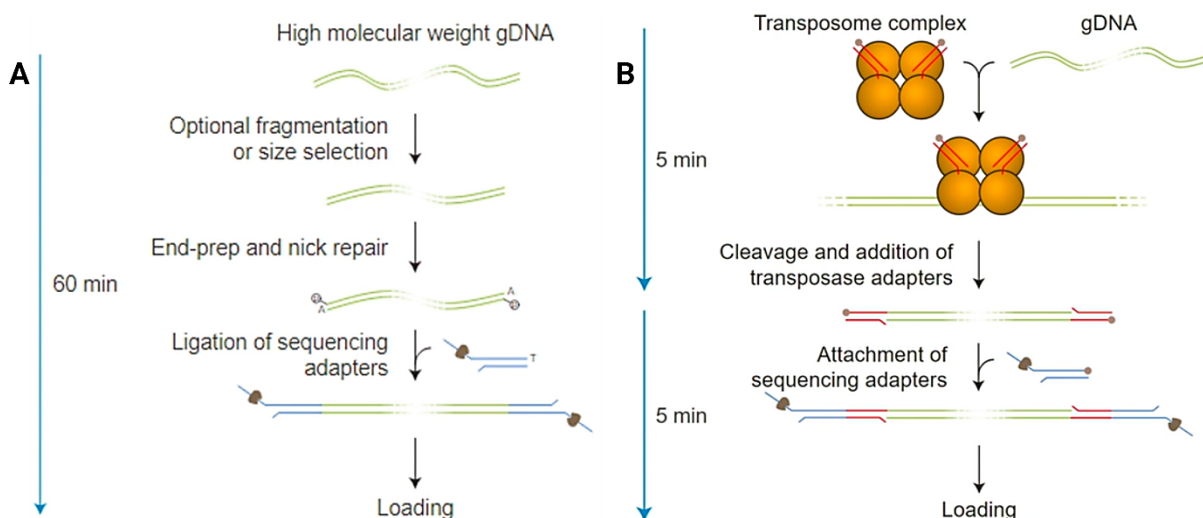 A
High molecular weight gDNA
Optional fragmentation
or size selection
End-prep and nick repair
60 min
A
A
Ligation of sequencing
adapters
T
Loading
B
Transposome complex
gDNA
5 min
Cleavage and addition of
transposase adapters
Attachment of
sequencing adapters
5 min
Loading